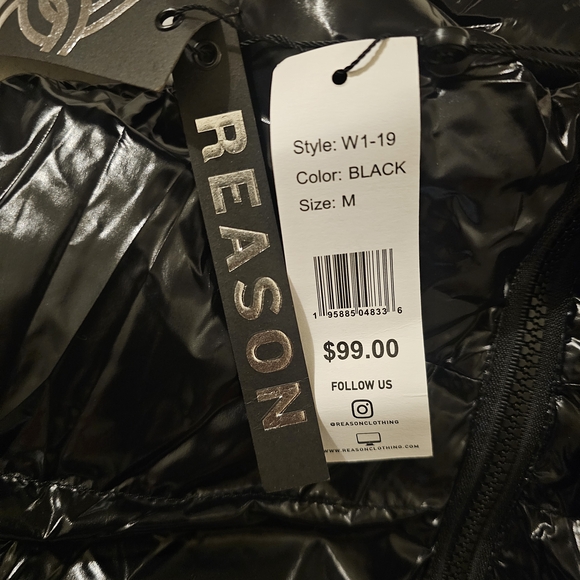 REASON
Style: W1-19
Color: BLACK
Size: M
1 95885 04833 6
$99.00
FOLLOW US
@REASONCLOTHING
WWW.REASONCLOTHING.COM